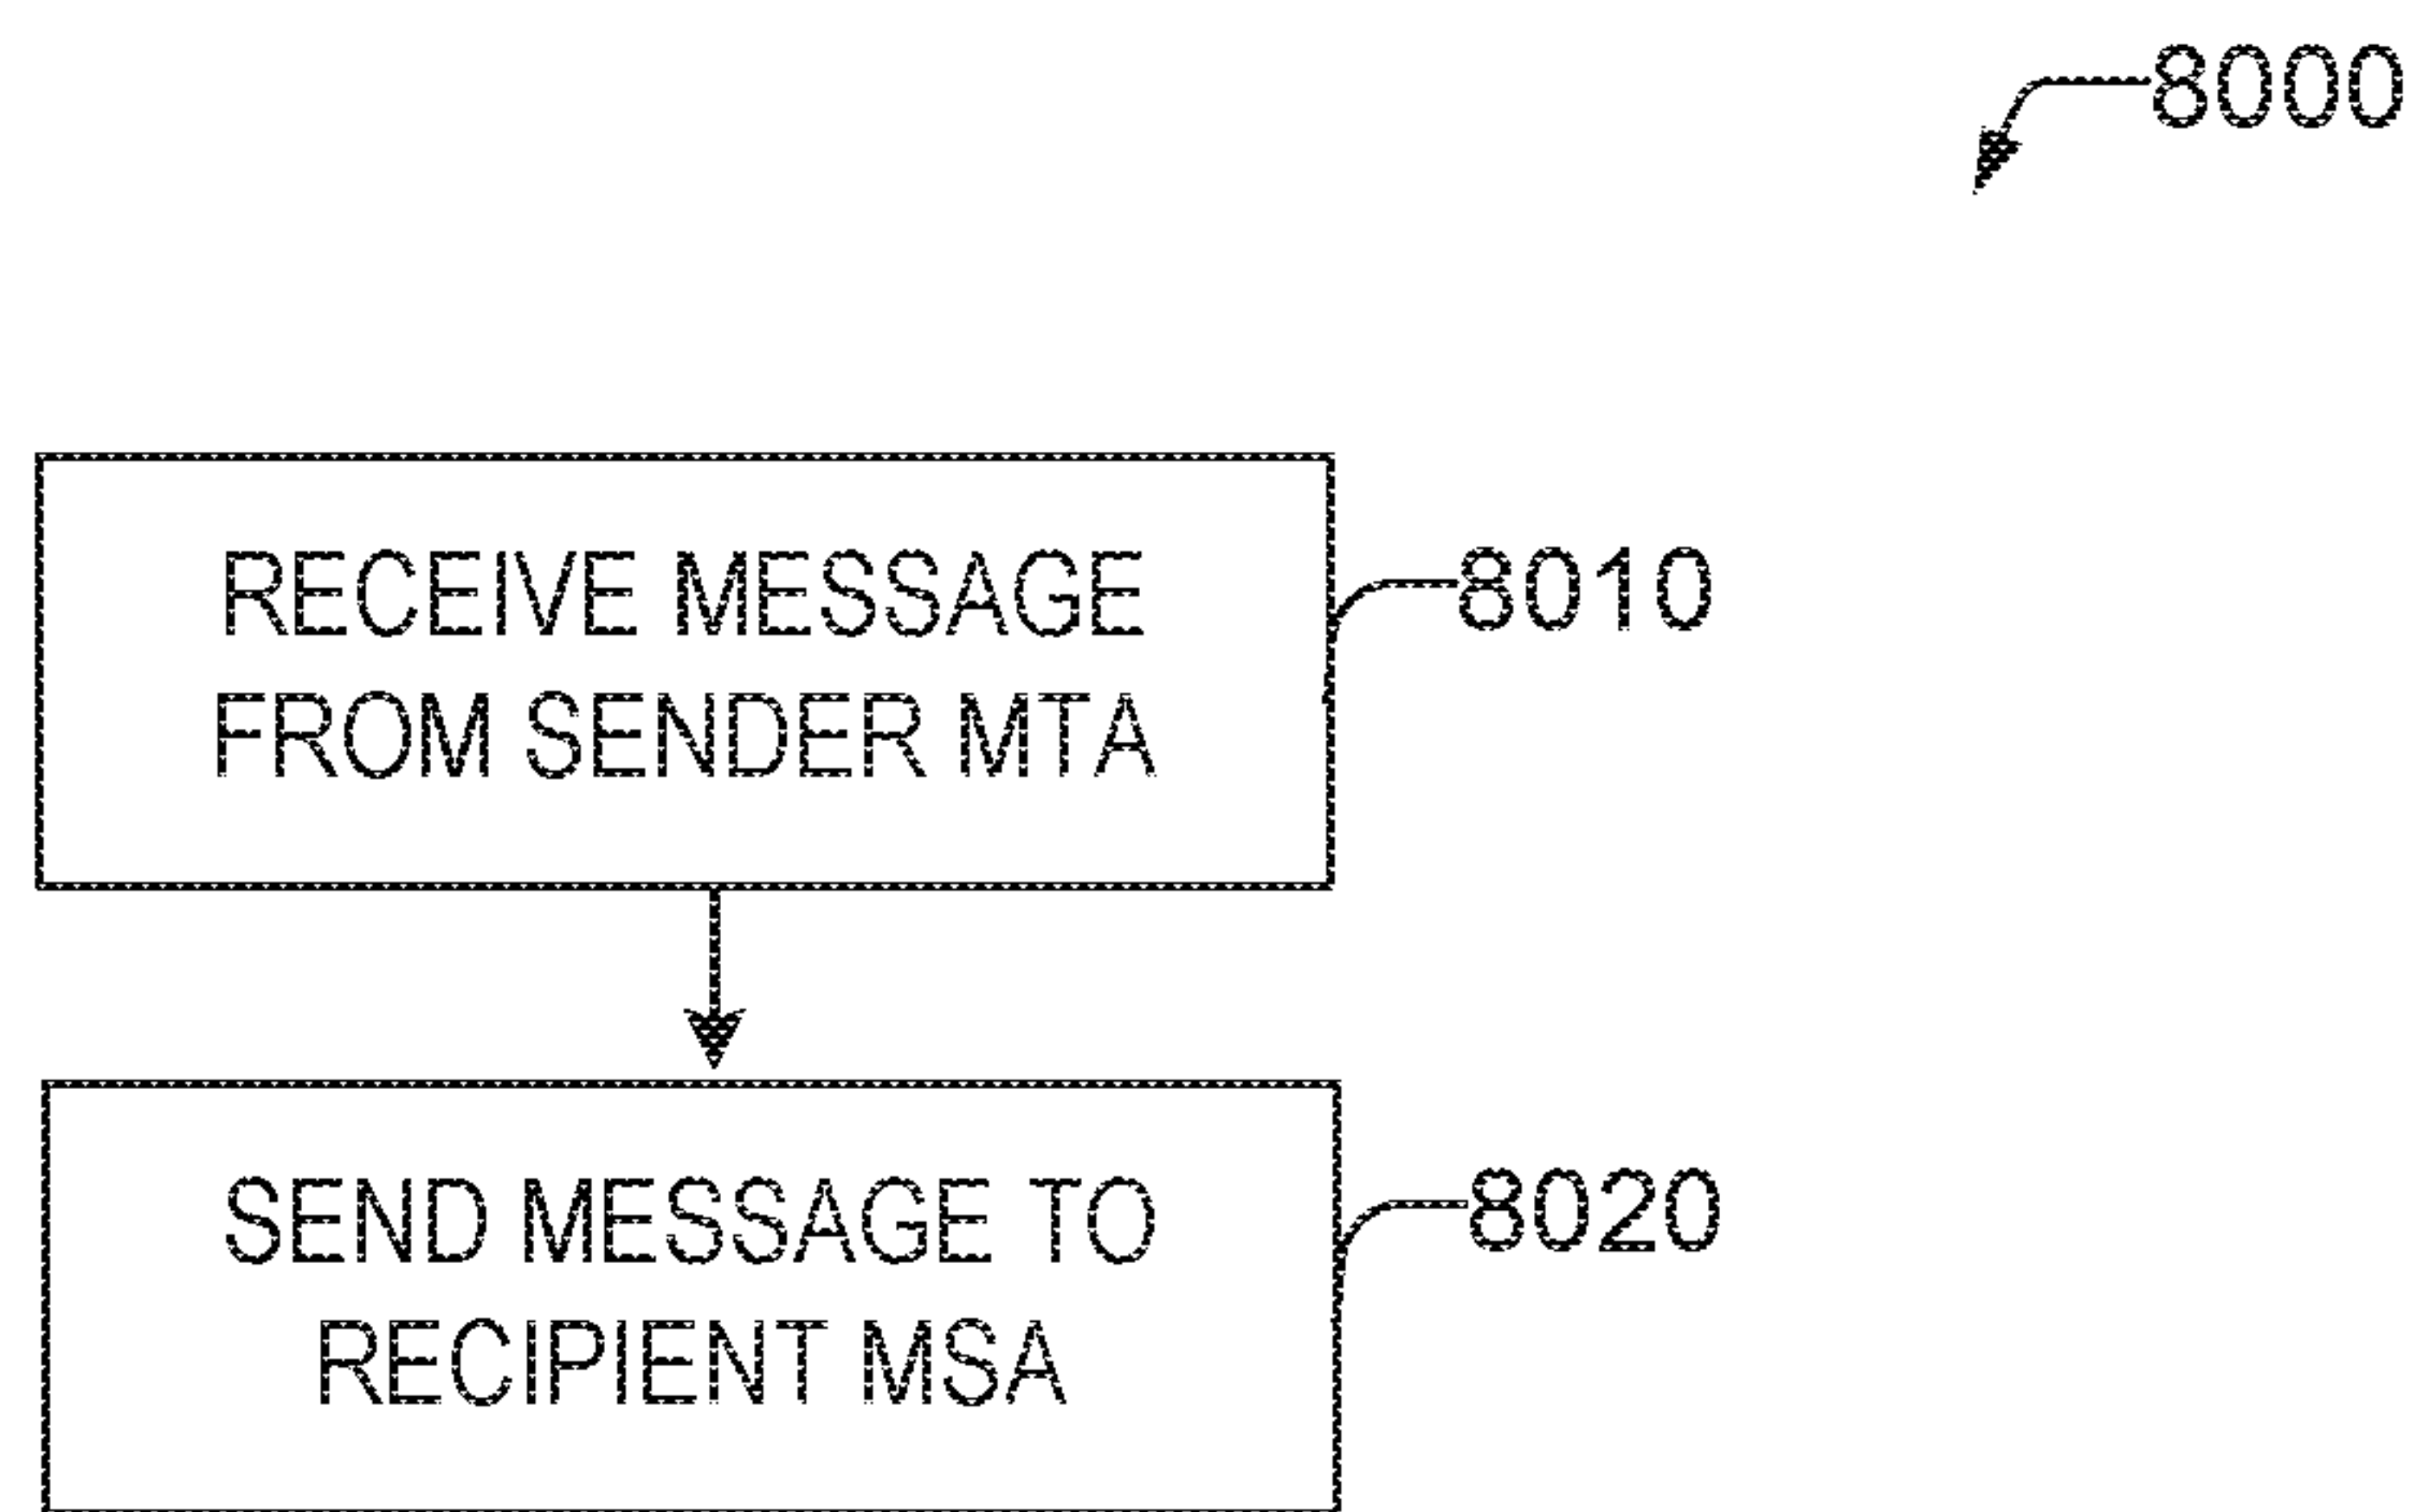 8000
RECEIVE MESSAGE
FROM SENDER MTA
8010
SEND MESSAGE TO
RECIPIENT MSA
8020